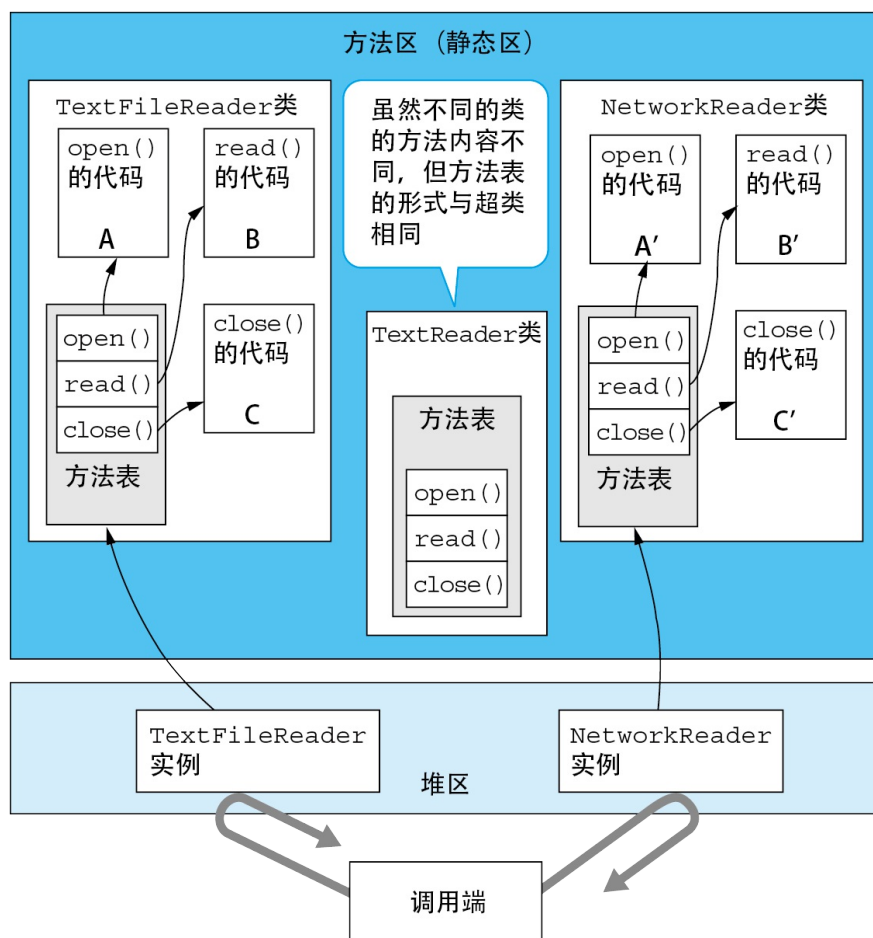 方法区（静态区）
TextFileReader类
open()
的代码
A
read()
的代码
B
open()
read()
close()
方法表
close()
的代码
C
虽然不同的类
的方法内容不
同，但方法表
的形式与超类
相同
TextReader类
方法表
open()
read()
close()
NetworkReader类
open()
的代码
A′
read()
的代码
B′
open()
read()
close()
方法表
close()
的代码
C′
TextFileReader
实例
NetworkReader
实例
堆区
调用端